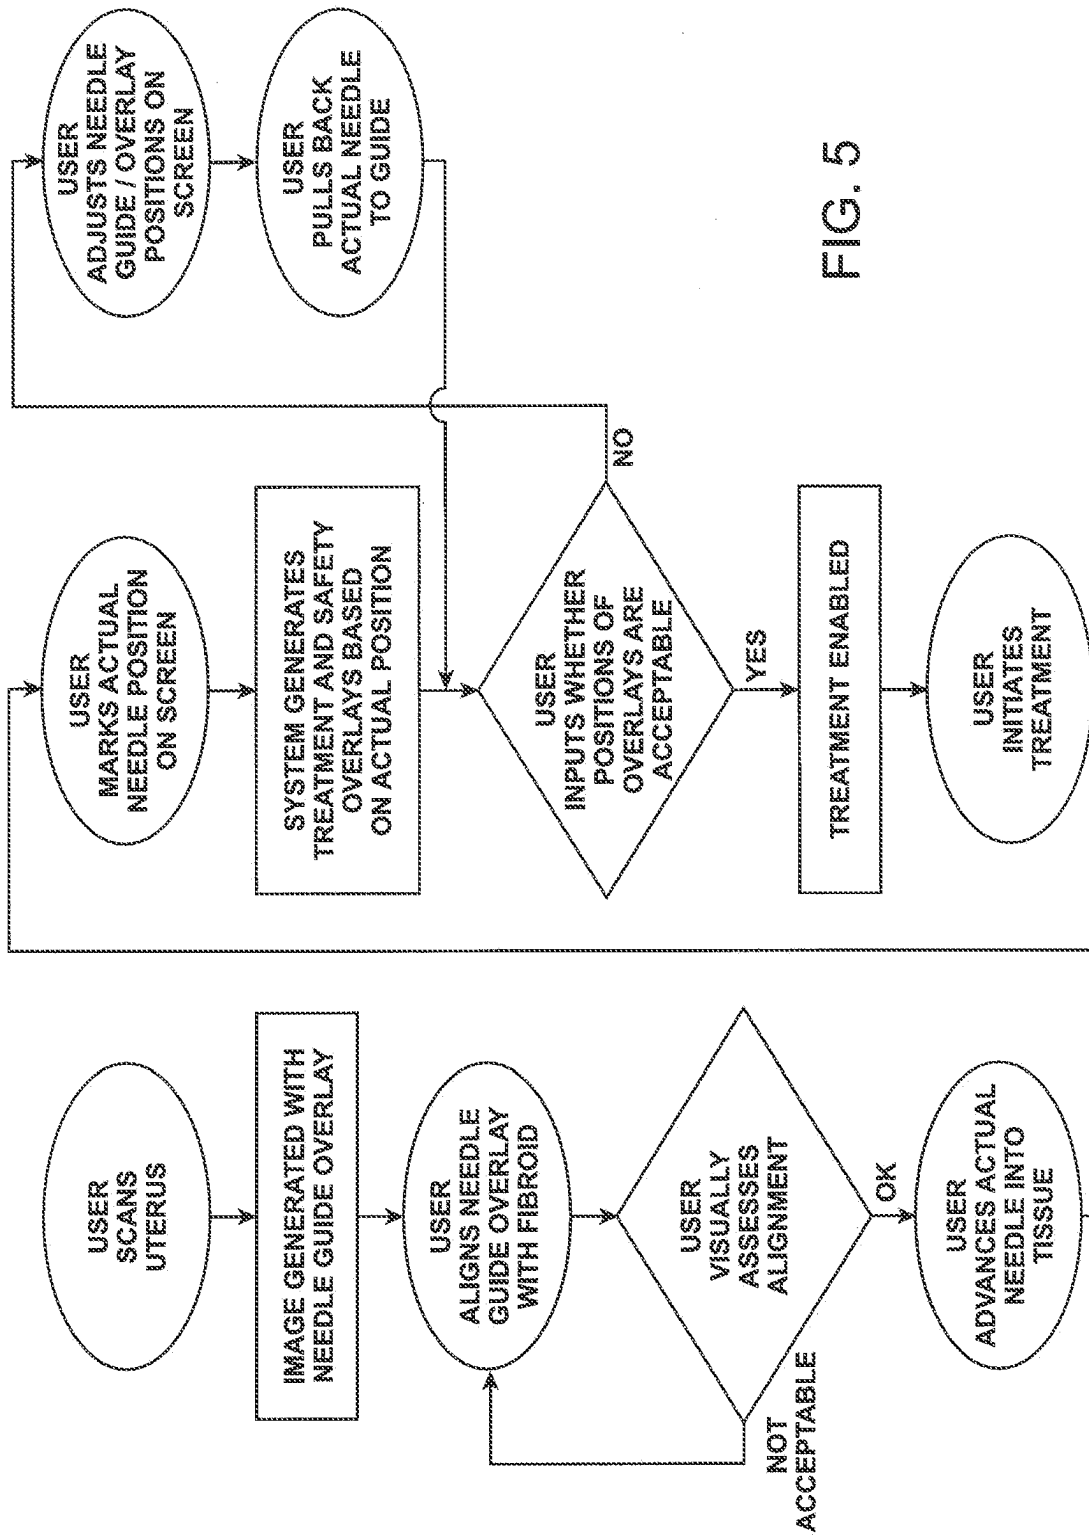 USER
SCANS
UTERUS
IMAGE GENERATED WITH
NEEDLE GUIDE OVERLAY
USER
ALIGNS NEEDLE
GUIDE OVERLAY
WITH FIBROID
USER
VISUALLY
ASSESSES
ALIGNMENT
NOT
ACCEPTABLE
OK
USER
ADVANCES ACTUAL
NEEDLE INTO
TISSUE
USER
MARKS ACTUAL
NEEDLE POSITION
ON SCREEN
SYSTEM GENERATES
TREATMENT AND SAFETY
OVERLAYS BASED
ON ACTUAL POSITION
USER
INPUTS WHETHER
POSITIONS OF
OVERLAYS ARE
ACCEPTABLE
NO
YES
TREATMENT ENABLED
USER
INITIATES
TREATMENT
USER
ADJUSTS NEEDLE
GUIDE / OVERLAY
POSITIONS ON
SCREEN
USER
PULLS BACK
ACTUAL NEEDLE
TO GUIDE
FIG. 5